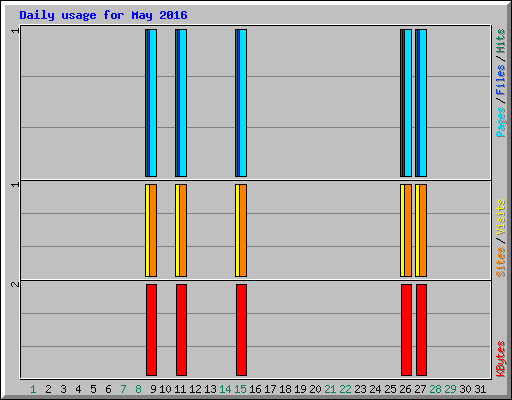 Daily usage for May 2016
1
1
2
Pages / Files / Hits
Sites / Visits
KBytes
1 2 3 4 5 6 7 8 9 10 11 12 13 14 15 16 17 18 19 20 21 22 23 24 25 26 27 28 29 30 31